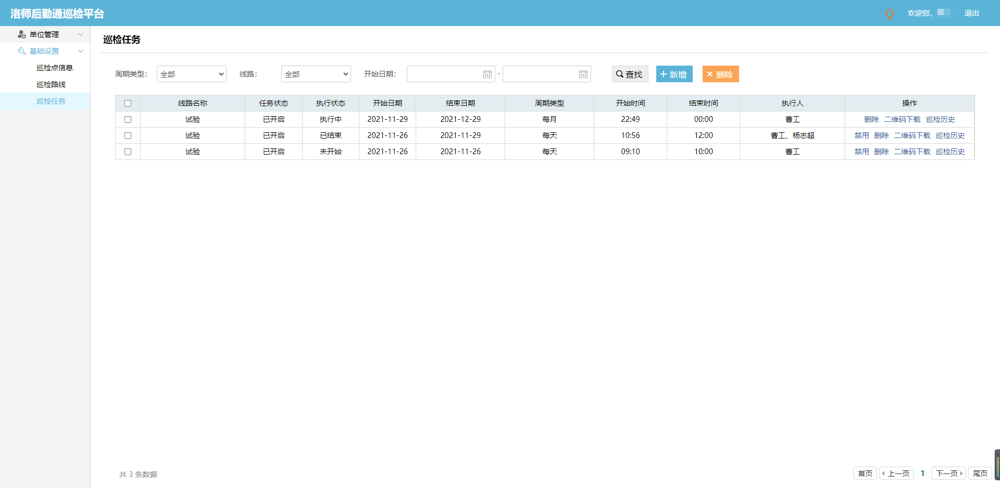 洛师后勤通巡检平台
欢迎您,
退出
单位管理
基础设置
巡检点信息
巡检路线
巡检任务
巡检任务
周期类型: 全部 线路: 全部 开始日期: - 查找 新增 删除
线路名称 任务状态 执行状态 开始日期 结束日期 周期类型 开始时间 结束时间 执行人 操作
试验 已开启 执行中 2021-11-29 2021-12-29 每月 22:49 00:00 曹工 删除 二维码下载 巡检历史
试验 已开启 已结束 2021-11-26 2021-11-29 每天 10:56 12:00 曹工、杨志超 禁用 删除 二维码下载 巡检历史
试验 已开启 未开始 2021-11-26 2021-11-26 每天 09:10 10:00 曹工 禁用 删除 二维码下载 巡检历史
共 3 条数据
首页 上一页 1 下一页 尾页